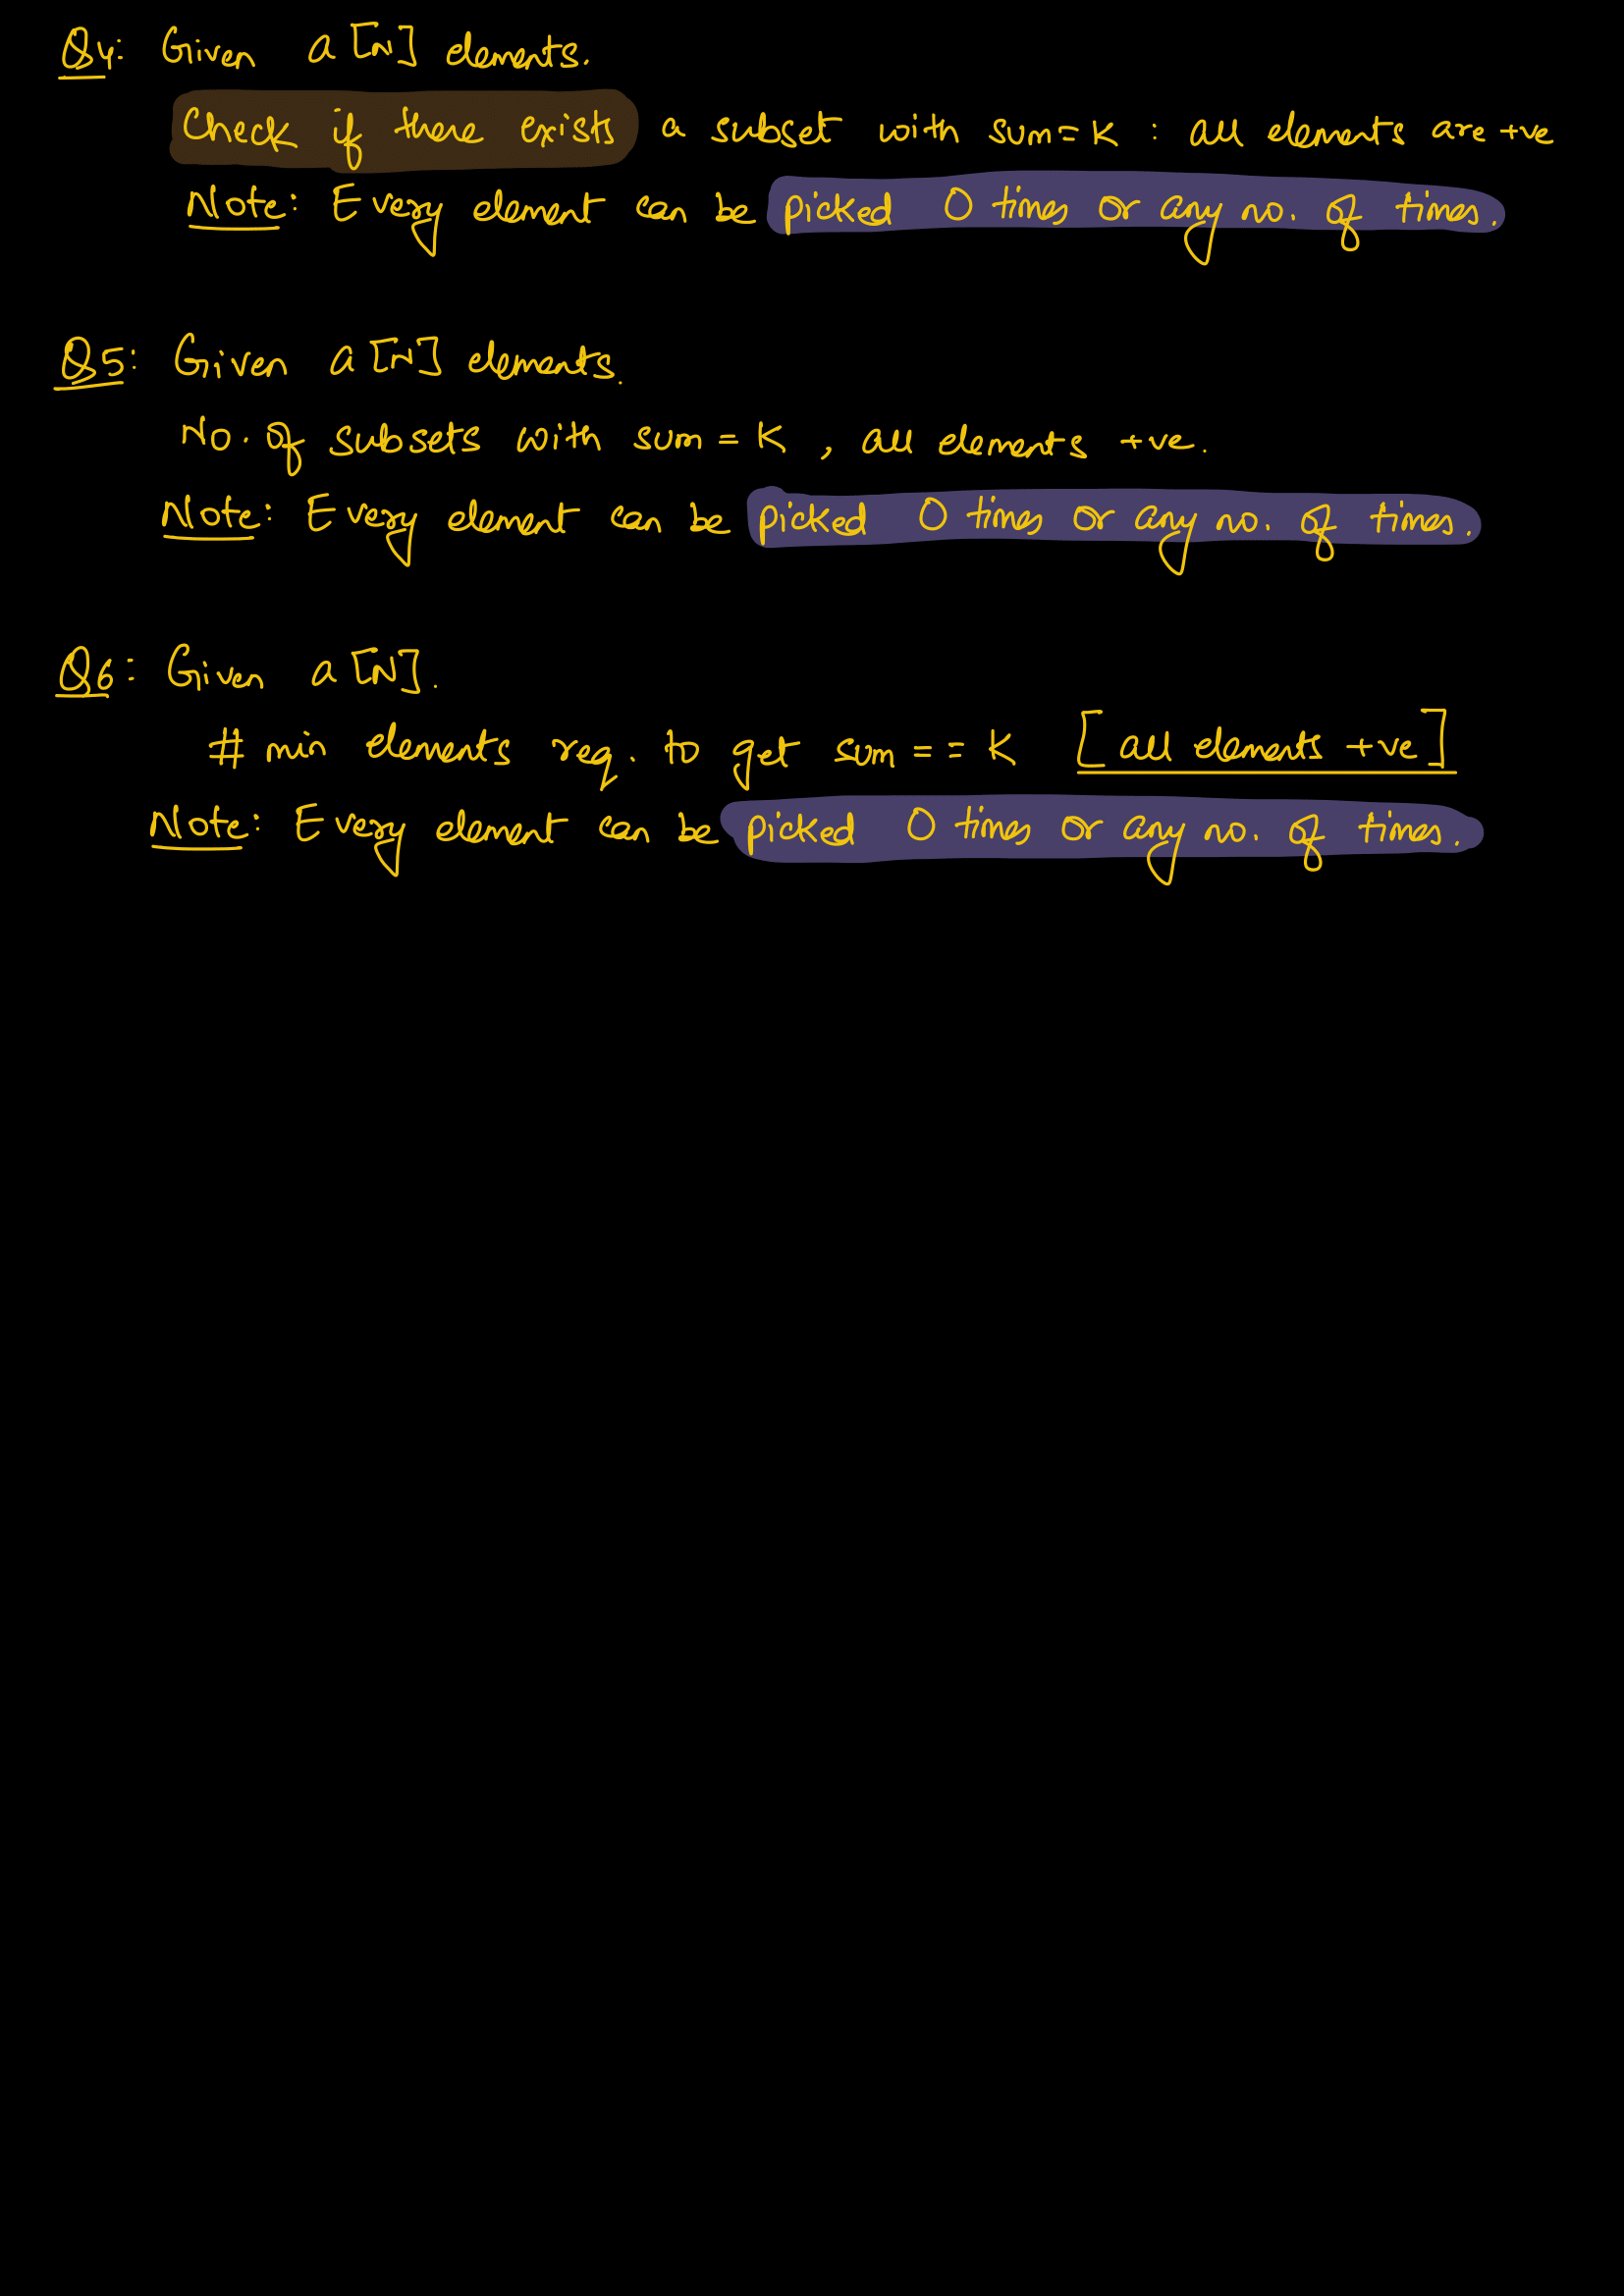 Q4: Given a[N] elements.
Check if there exists a subset with sum=K : all elements are +ve
Note: Every element can be picked 0 times or any no. of times.
Q5: Given a[N] elements.
No. of subsets with sum = K , all elements +ve.
Note: Every element can be picked 0 times or any no. of times.
Q6: Given a[N].
# min elements req. to get sum == K [all elements +ve]
Note: Every element can be picked 0 times or any no. of times.